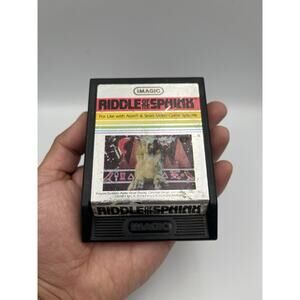 IMAGIC
RIDDLE OF THE SPHINX
For Use with Atari® & Sears Video Game Systems
RIDDLE OF THE SPHINX
IMAGIC